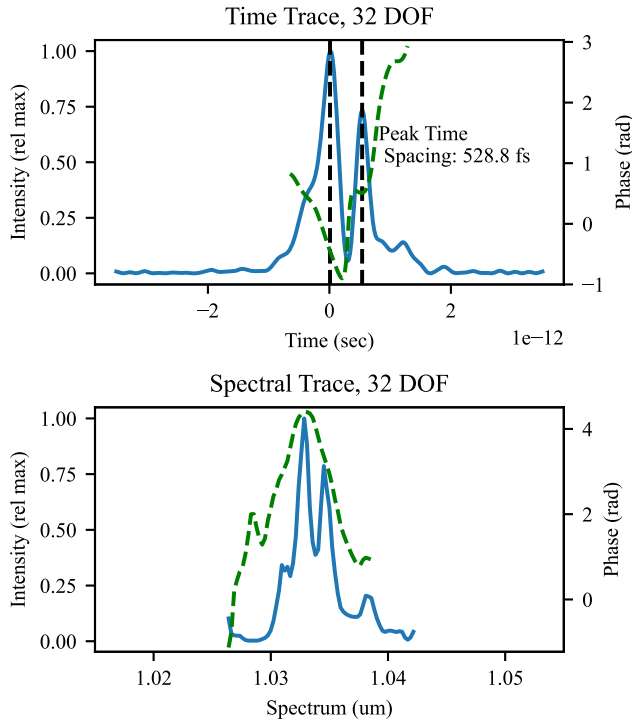 Time Trace, 32 DOF
1.00
0.75
0.50
0.25
0.00
Intensity (rel max)
3
2
1
0
−1
Phase (rad)
Peak Time
Spacing: 528.8 fs
−2
0
2
Time (sec)
1e−12
Spectral Trace, 32 DOF
1.00
0.75
0.50
0.25
0.00
Intensity (rel max)
4
2
0
Phase (rad)
1.02
1.03
1.04
1.05
Spectrum (um)